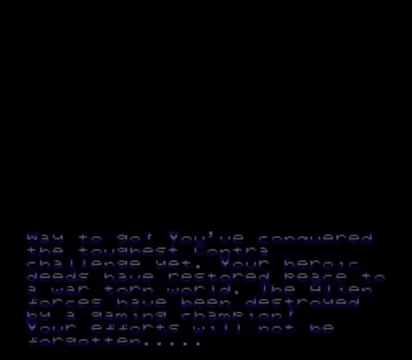 Way to go! You've conquered
the toughest Contra
challenge yet. Your heroic
deeds have restored peace to
a war torn world. The Alien
forces have been destroyed
by a gaming champion!
Your efforts will not be
forgotten.....